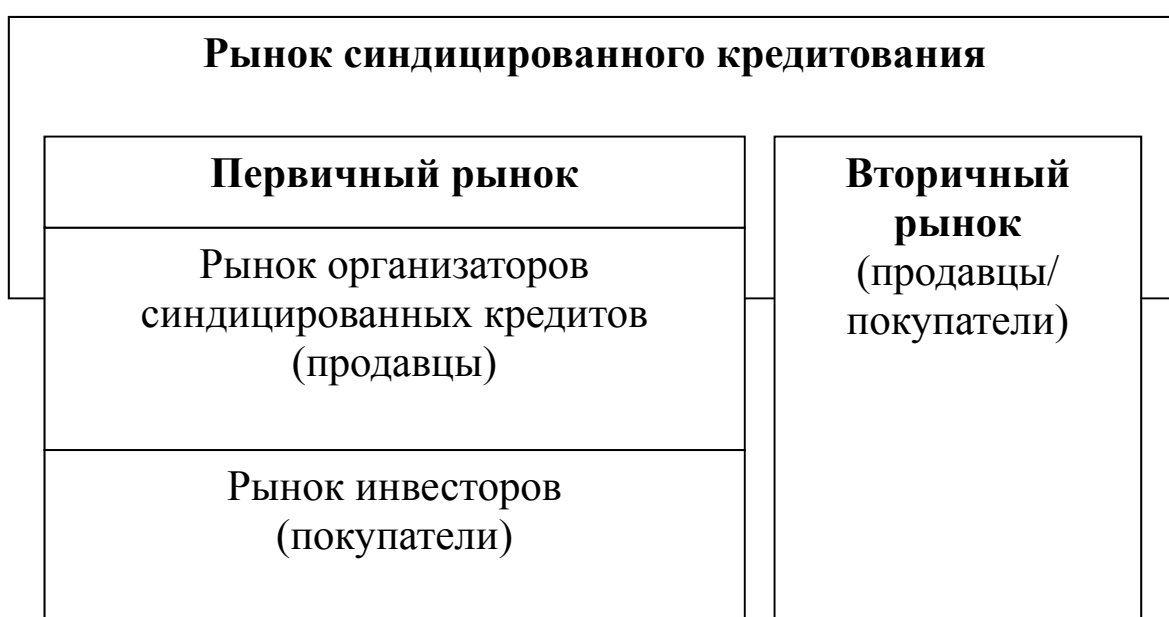 Рынок синдицированного кредитования
Первичный рынок
Рынок организаторов
синдицированных кредитов
(продавцы)
Рынок инвесторов
(покупатели)
Вторичный
рынок
(продавцы/
покупатели)